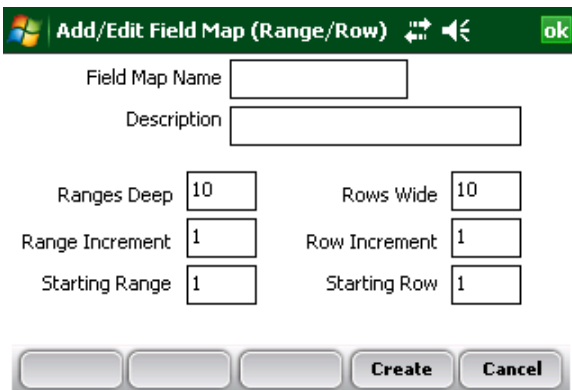 Add/Edit Field Map (Range/Row) ok
Field Map Name
Description
Ranges Deep 10 Rows Wide 10
Range Increment 1 Row Increment 1
Starting Range 1 Starting Row 1
Create Cancel